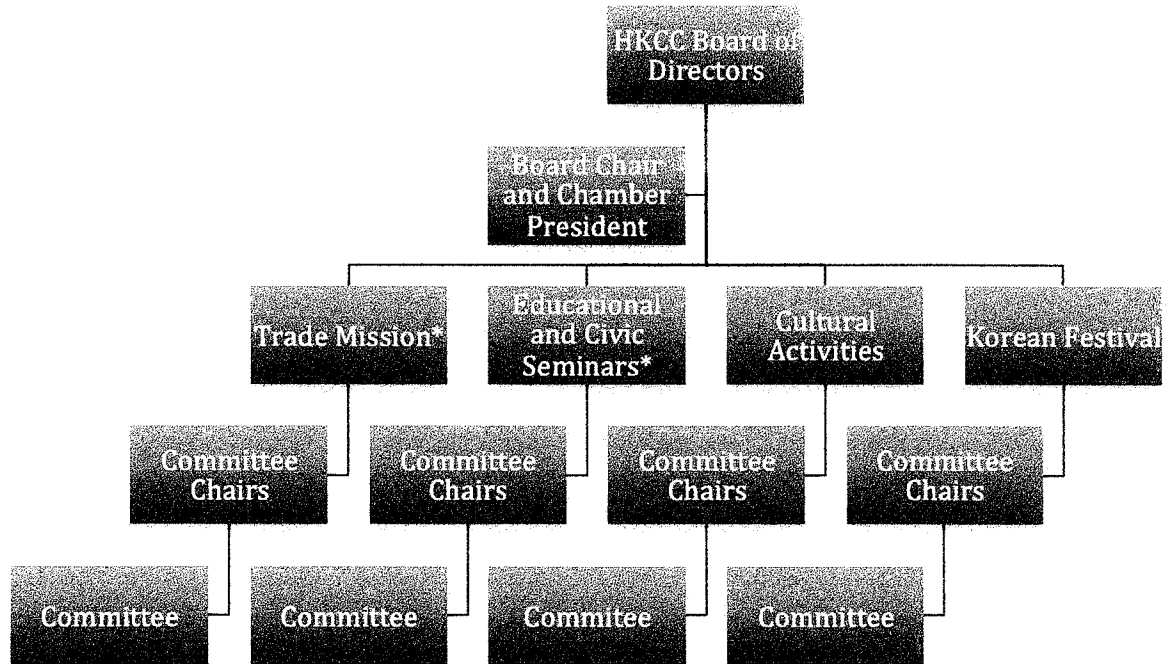 HKCC Board of
Directors
Board Chair
and Chamber
President
Trade Mission*
Educational
and Civic
Seminars*
Cultural
Activities
Korean Festival
Committee
Chairs
Committee
Chairs
Committee
Chairs
Committee
Chairs
Committee
Committee
Commitee
Committee